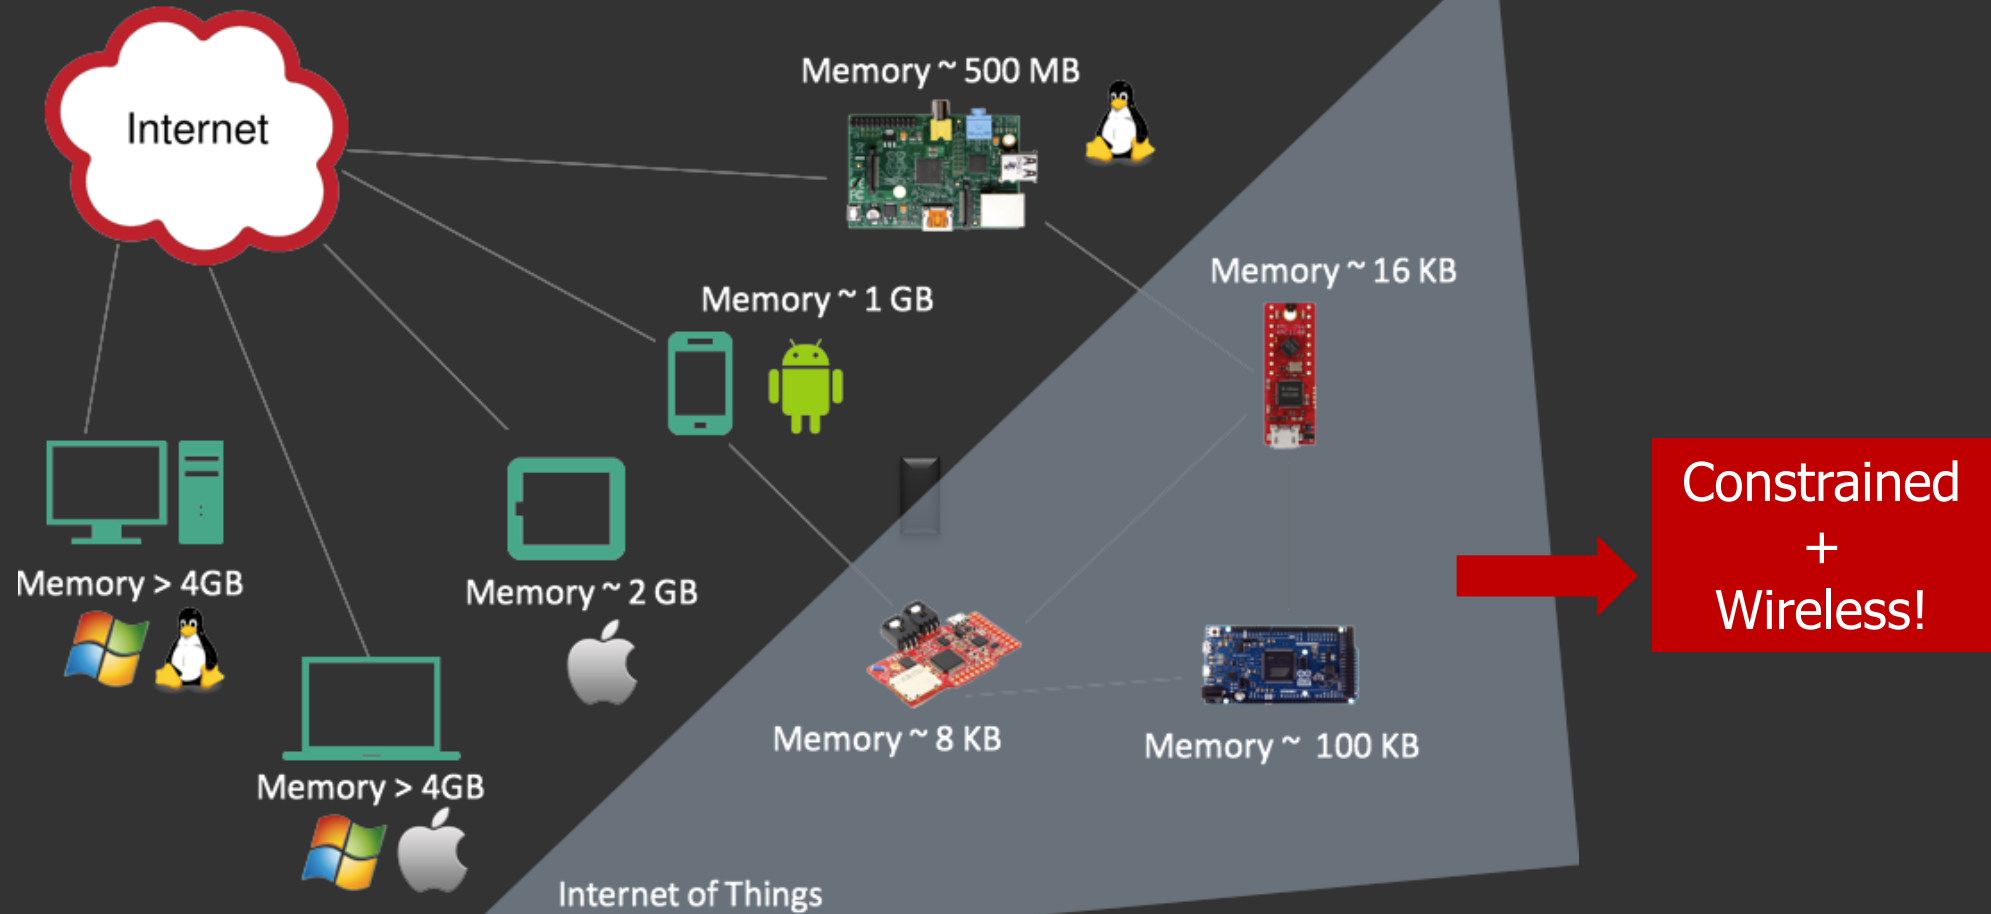 Internet
Memory ~ 500 MB
Memory ~ 16 KB
Memory ~ 1 GB
Memory > 4GB
Memory ~ 2 GB
Memory > 4GB
Memory ~ 8 KB
Memory ~ 100 KB
Internet of Things
Constrained
+
Wireless!